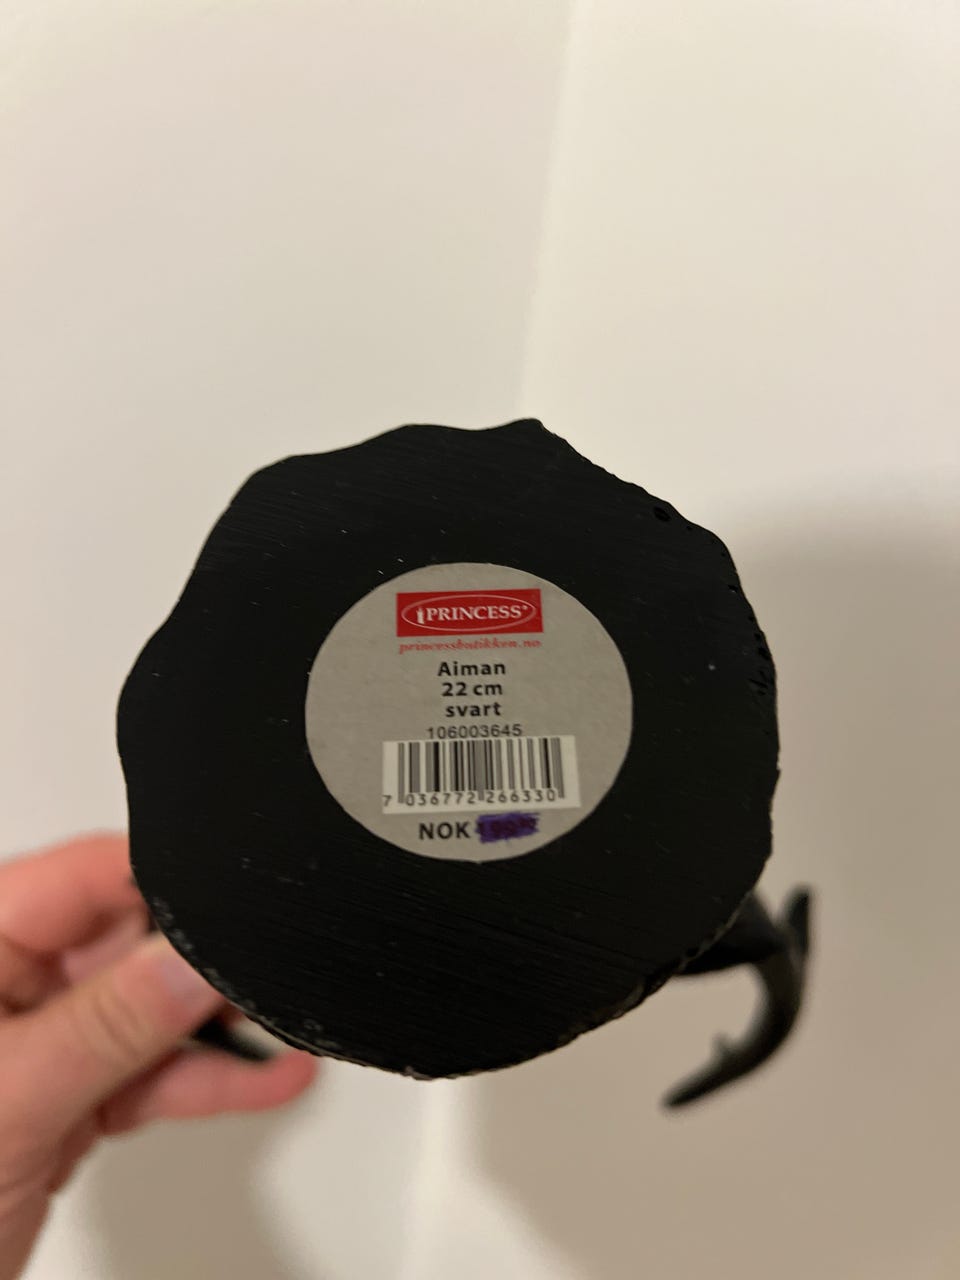 PRINCESS®
princessbutikken.no
Aiman
22 cm
svart
106003645
7 036772 266330
NOK